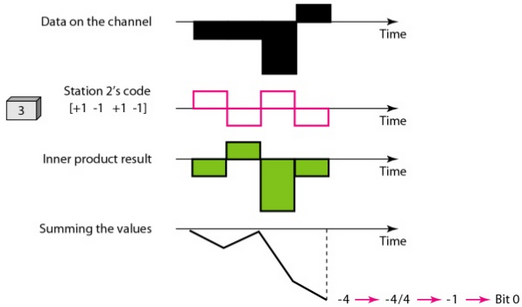 Data on the channel
Time
Station 2's code
[+1 -1 +1 -1]
3
Time
Inner product result
Time
Summing the values
Time
-4 → -4/4 → -1 → Bit 0